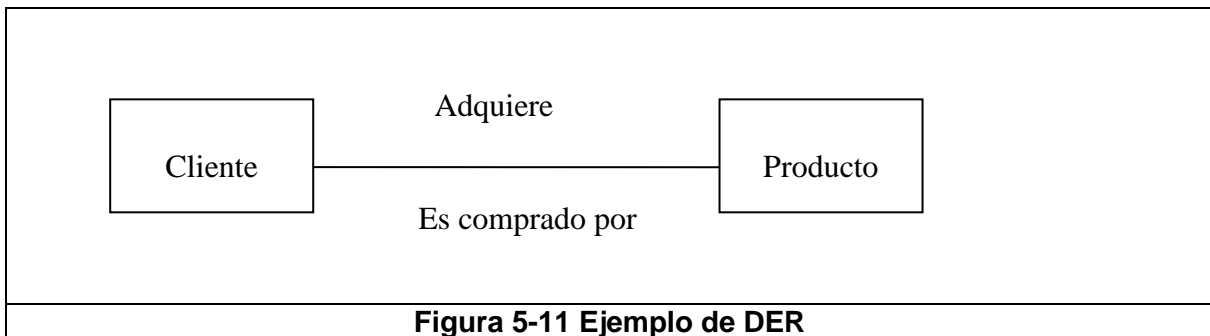 Adquiere
Cliente
Producto
Es comprado por
Figura 5-11 Ejemplo de DER